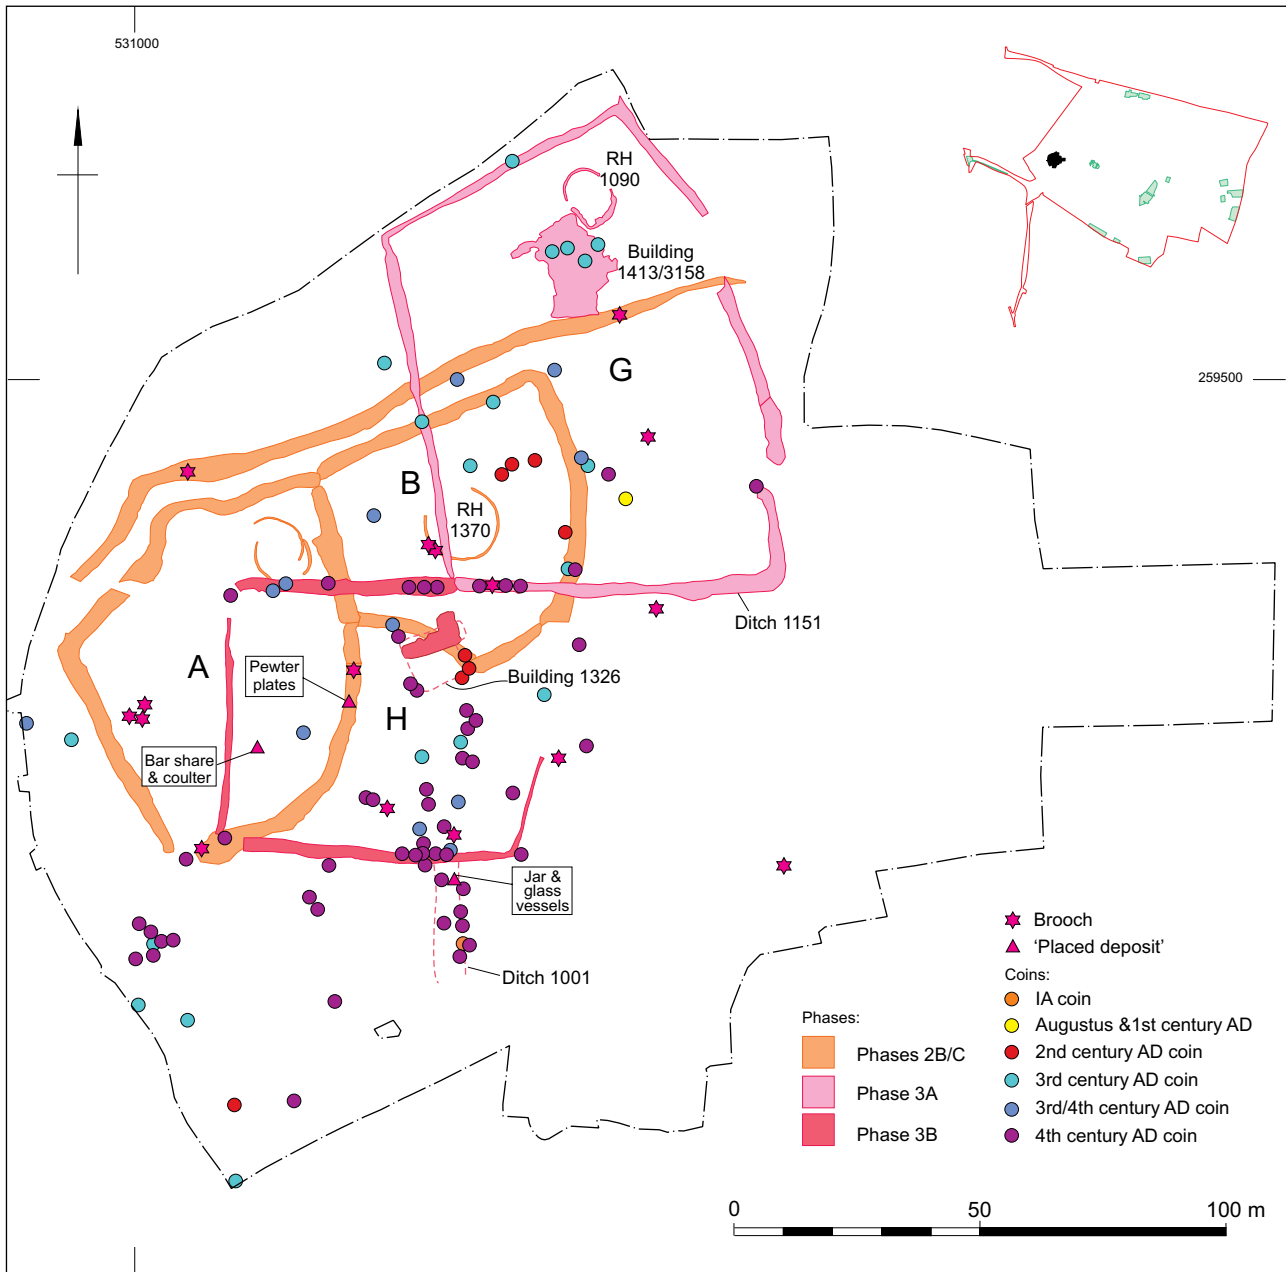 531000
RH
1090
Building
1413/3158
G
259500
B
RH
1370
Ditch 1151
A
Pewter
plates
Building 1326
H
Bar share
& coulter
Jar &
glass
vessels
Ditch 1001
Brooch
‘Placed deposit’
Coins:
IA coin
Augustus &1st century AD
2nd century AD coin
3rd century AD coin
3rd/4th century AD coin
4th century AD coin
Phases:
Phases 2B/C
Phase 3A
Phase 3B
0
50
100 m